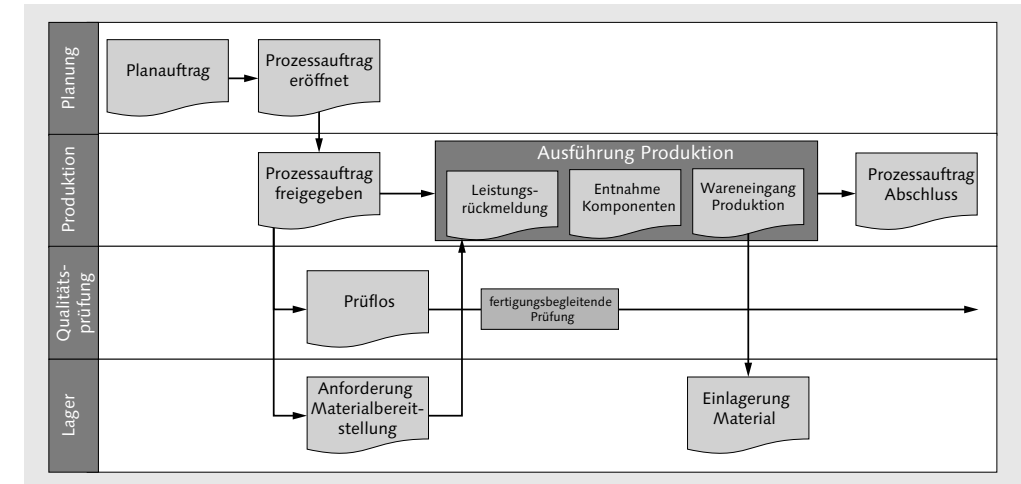 Planung
Planauftrag
Prozessauftrag
eröffnet
Produktion
Prozessauftrag
freigegeben
Ausführung Produktion
Leistungs-
rückmeldung
Entnahme
Komponenten
Wareneingang
Produktion
Prozessauftrag
Abschluss
Qualitäts-
prüfung
Prüflos
fertigungsbegleitende
Prüfung
Lager
Anforderung
Materialbereit-
stellung
Einlagerung
Material